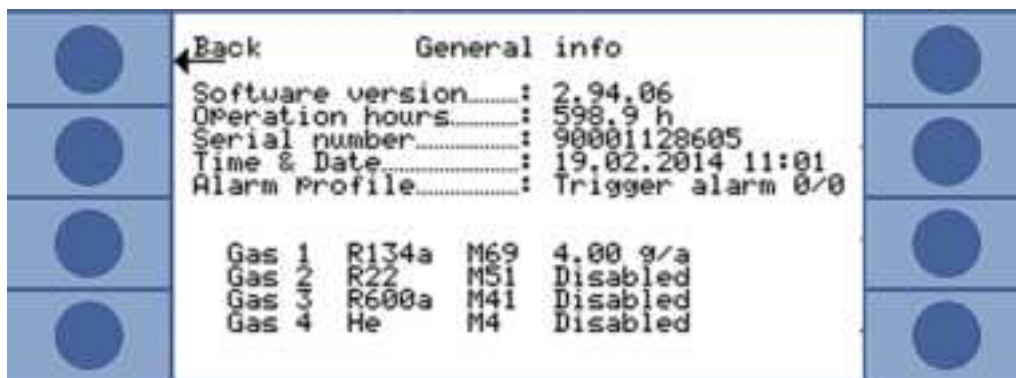 Back General info
Software version........: 2.94.06
Operation hours........: 598.9 h
Serial number.............: 90001128605
Time & Date................: 19.02.2014 11:01
Alarm Profile.............: Trigger alarm 0/0
Gas 1 R134a M69 4.00 g/a
Gas 2 R22 M51 Disabled
Gas 3 R600a M41 Disabled
Gas 4 He M4 Disabled